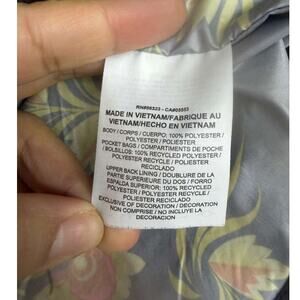 RN#56323 - CA#05553
MADE IN VIETNAM/FABRIQUE AU
VIETNAM/HECHO EN VIETNAM
BODY / CORPS / CUERPO: 100% POLYESTER /
POLYESTER / POLIESTER
POCKET BAGS / COMPARTIMENTS DE POCHE
/ BOLSILLOS: 100% RECYCLED POLYESTER /
POLYESTER RECYCLE / POLIESTER
RECICLADO
UPPER BACK LINING / DOUBLURE DE LA
PARTIE SUPERIEURE DU DOS / FORRO
ESPALDA SUPERIOR: 100% RECYCLED
POLYESTER / POLYESTER RECYCLE /
POLIESTER RECICLADO
EXCLUSIVE OF DECORATION / DECORATION
NON COMPRISE / NO INCLUYE LA
DECORACION